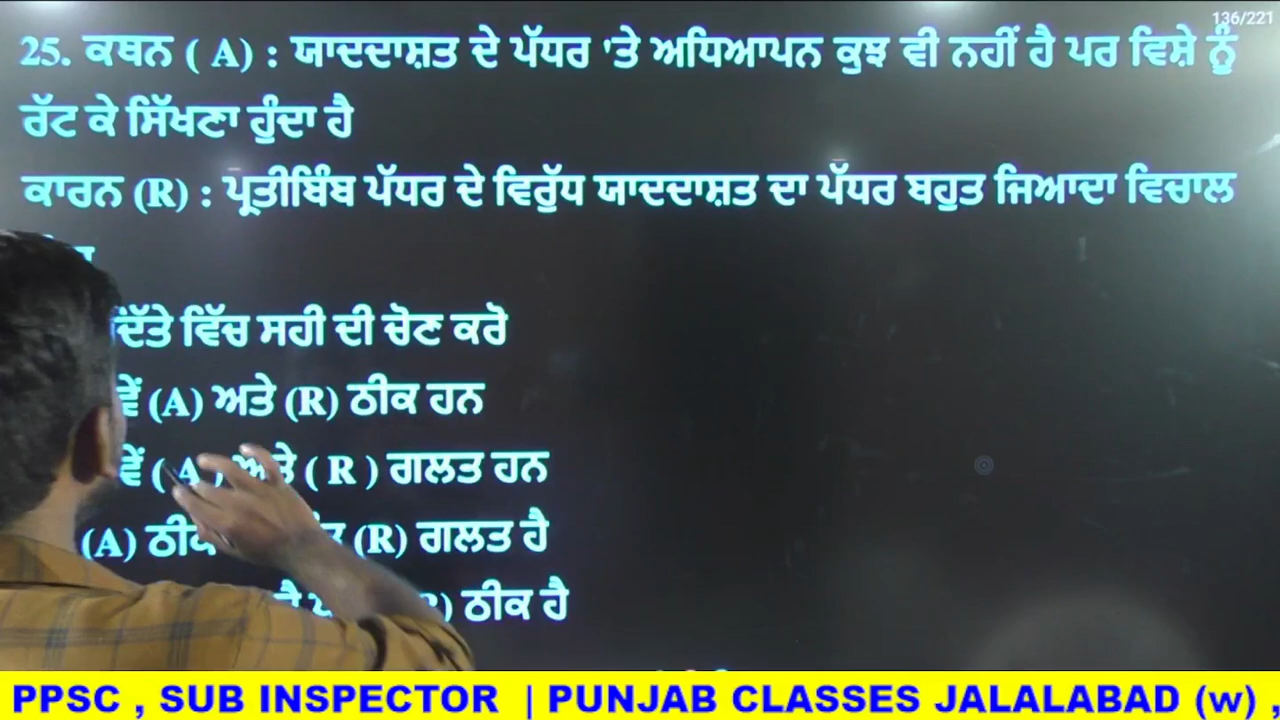 136/221
25. ਕਥਨ ( A) : ਯਾਦਦਾਸ਼ਤ ਦੇ ਪੱਧਰ 'ਤੇ ਅਧਿਆਪਨ ਕੁਝ ਵੀ ਨਹੀਂ ਹੈ ਪਰ ਵਿਸ਼ੇ ਨੂੰ
ਰੱਟ ਕੇ ਸਿੱਖਣਾ ਹੁੰਦਾ ਹੈ
ਕਾਰਨ (R) : ਪ੍ਰਤੀਬਿੰਬ ਪੱਧਰ ਦੇ ਵਿਰੁੱਧ ਯਾਦਦਾਸ਼ਤ ਦਾ ਪੱਧਰ ਬਹੁਤ ਜਿਆਦਾ ਵਿਚਾਲ
ਵਿੱਚ ਸਹੀ ਦੀ ਚੋਣ ਕਰੋ
(A) ਅਤੇ (R) ਠੀਕ ਹਨ
( A ) ਅਤੇ ( R ) ਗਲਤ ਹਨ
(A) ਠੀਕ (R) ਗਲਤ ਹੈ
ਠੀਕ ਹੈ
PPSC , SUB INSPECTOR | PUNJAB CLASSES JALALABAD (w) ,